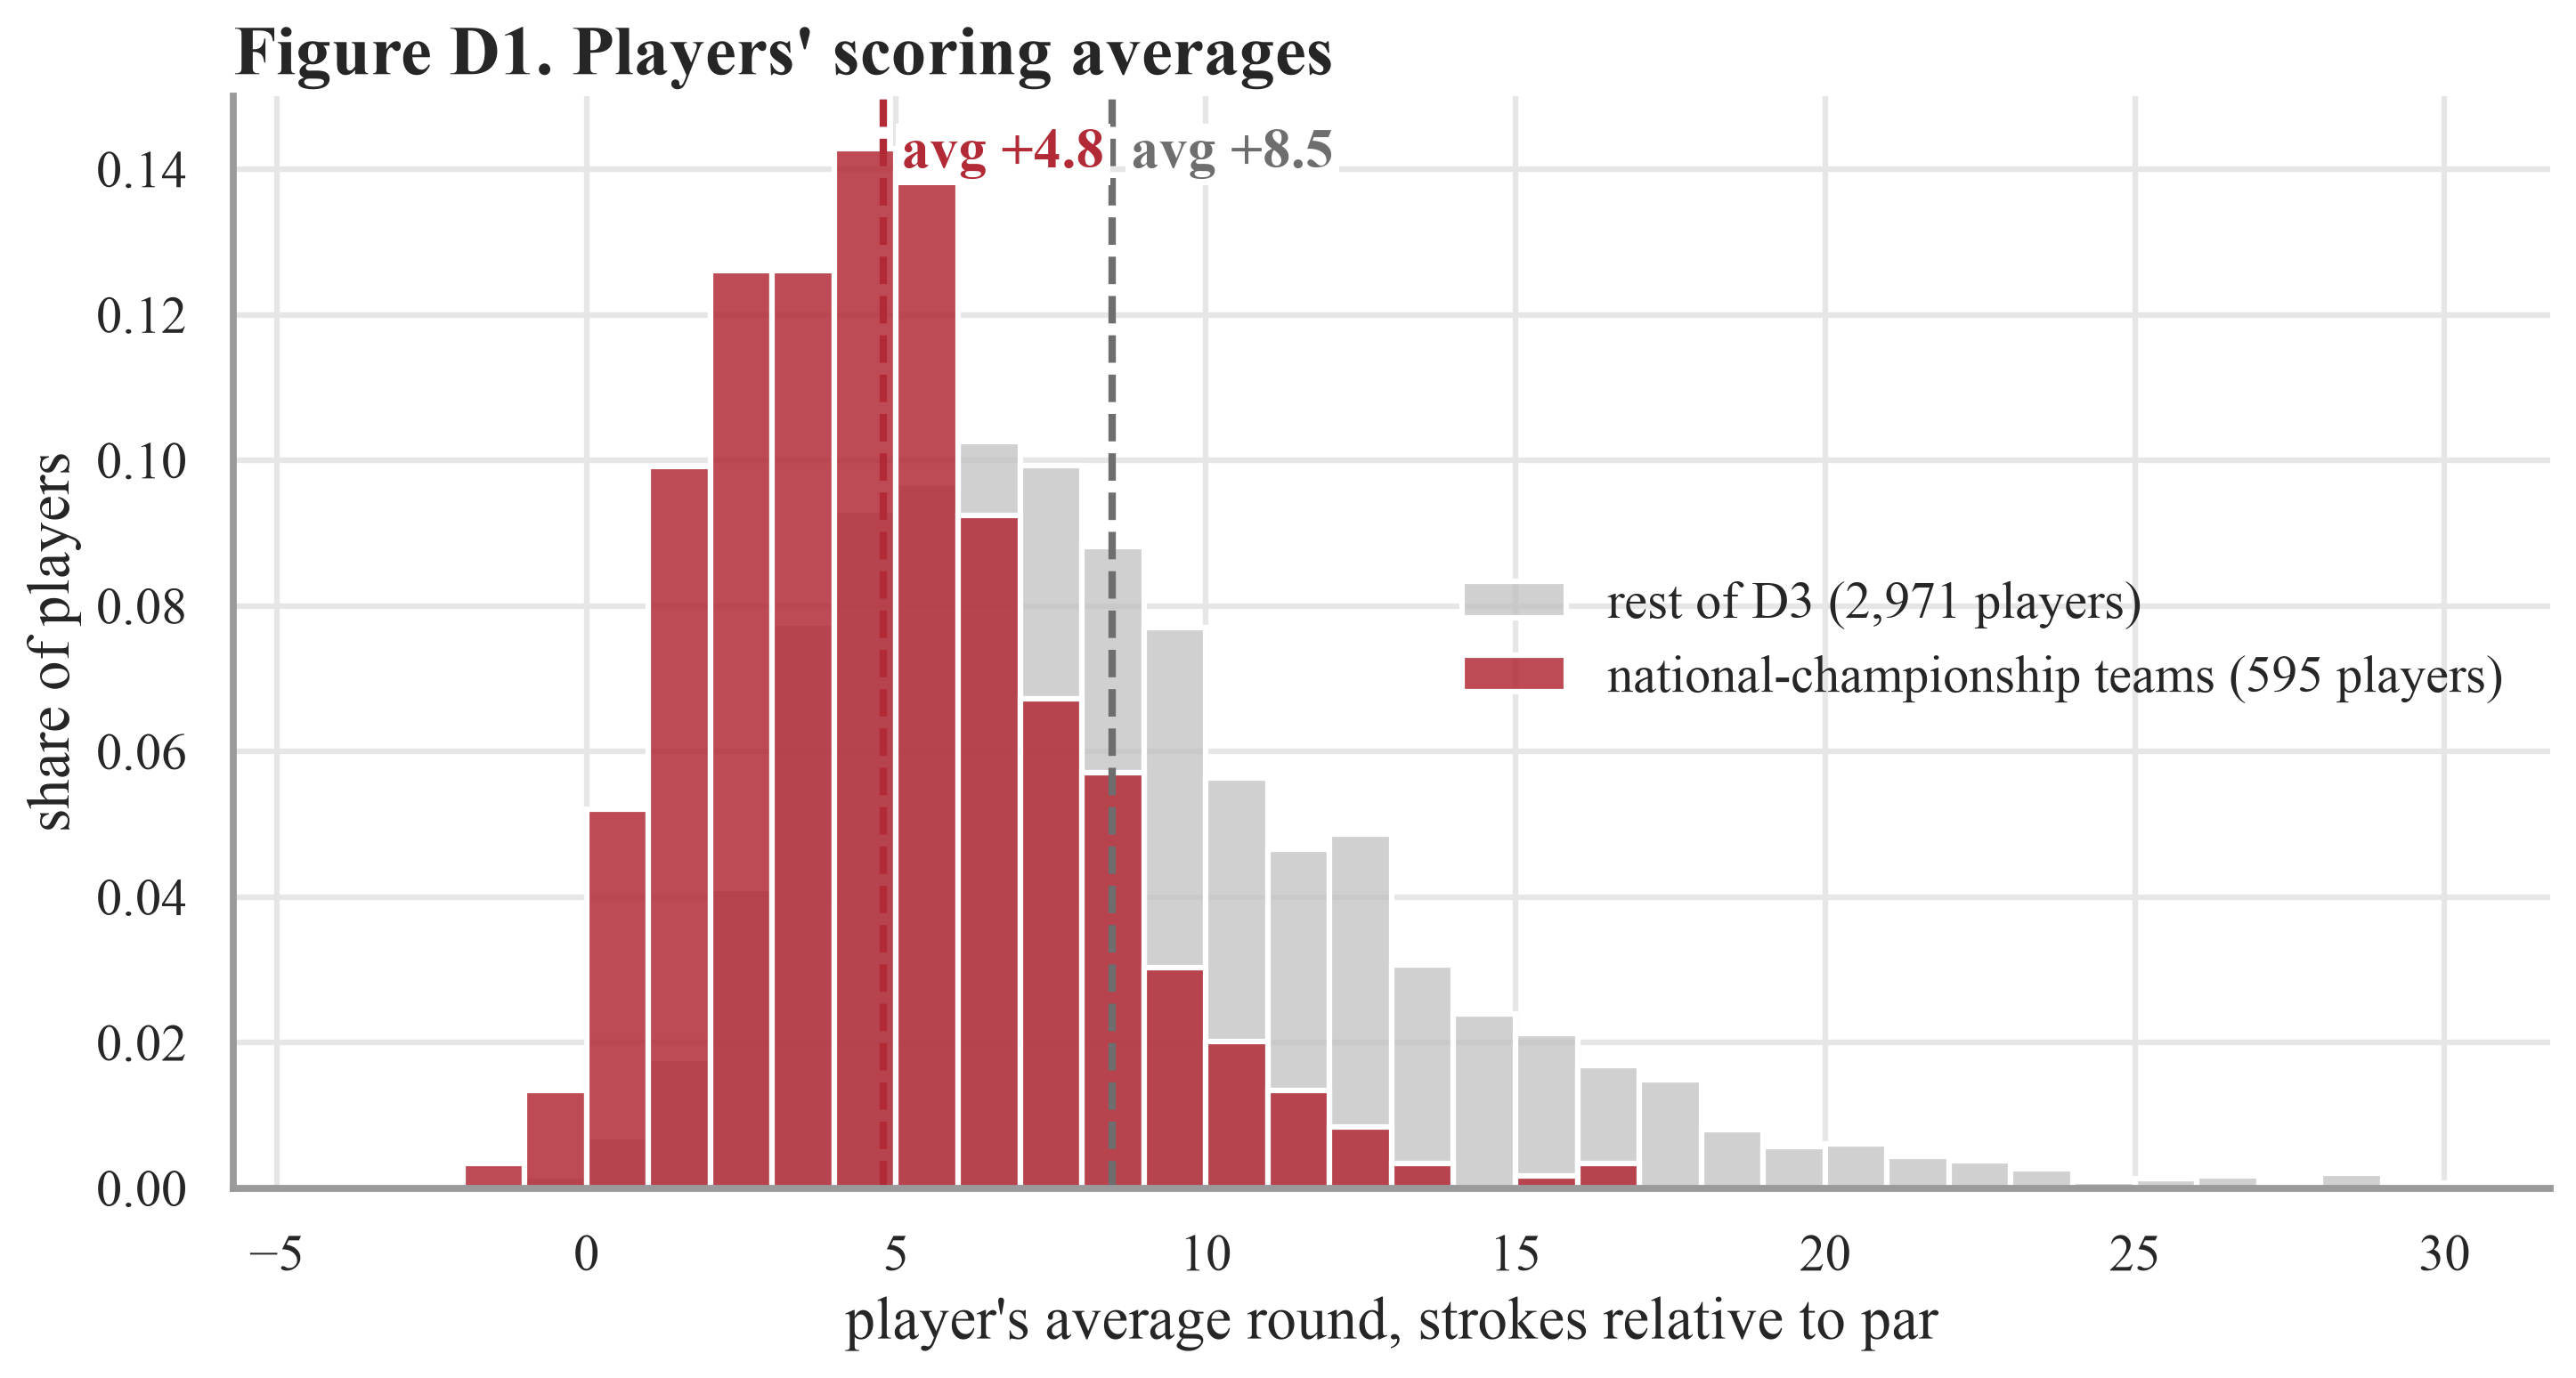 Figure D1. Players' scoring averages
avg +4.8
avg +8.5
share of players
0.14
0.12
0.10
0.08
0.06
0.04
0.02
0.00
rest of D3 (2,971 players)
national-championship teams (595 players)
−5 0 5 10 15 20 25 30
player's average round, strokes relative to par